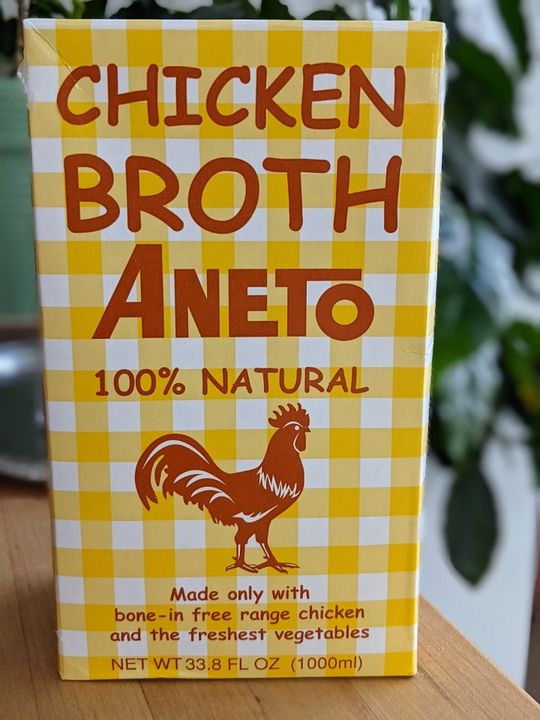 CHICKEN
BROTH
ANETO
100% NATURAL
Made only with
bone-in free range chicken
and the freshest vegetables
NET WT 33.8 FL OZ (1000ml)